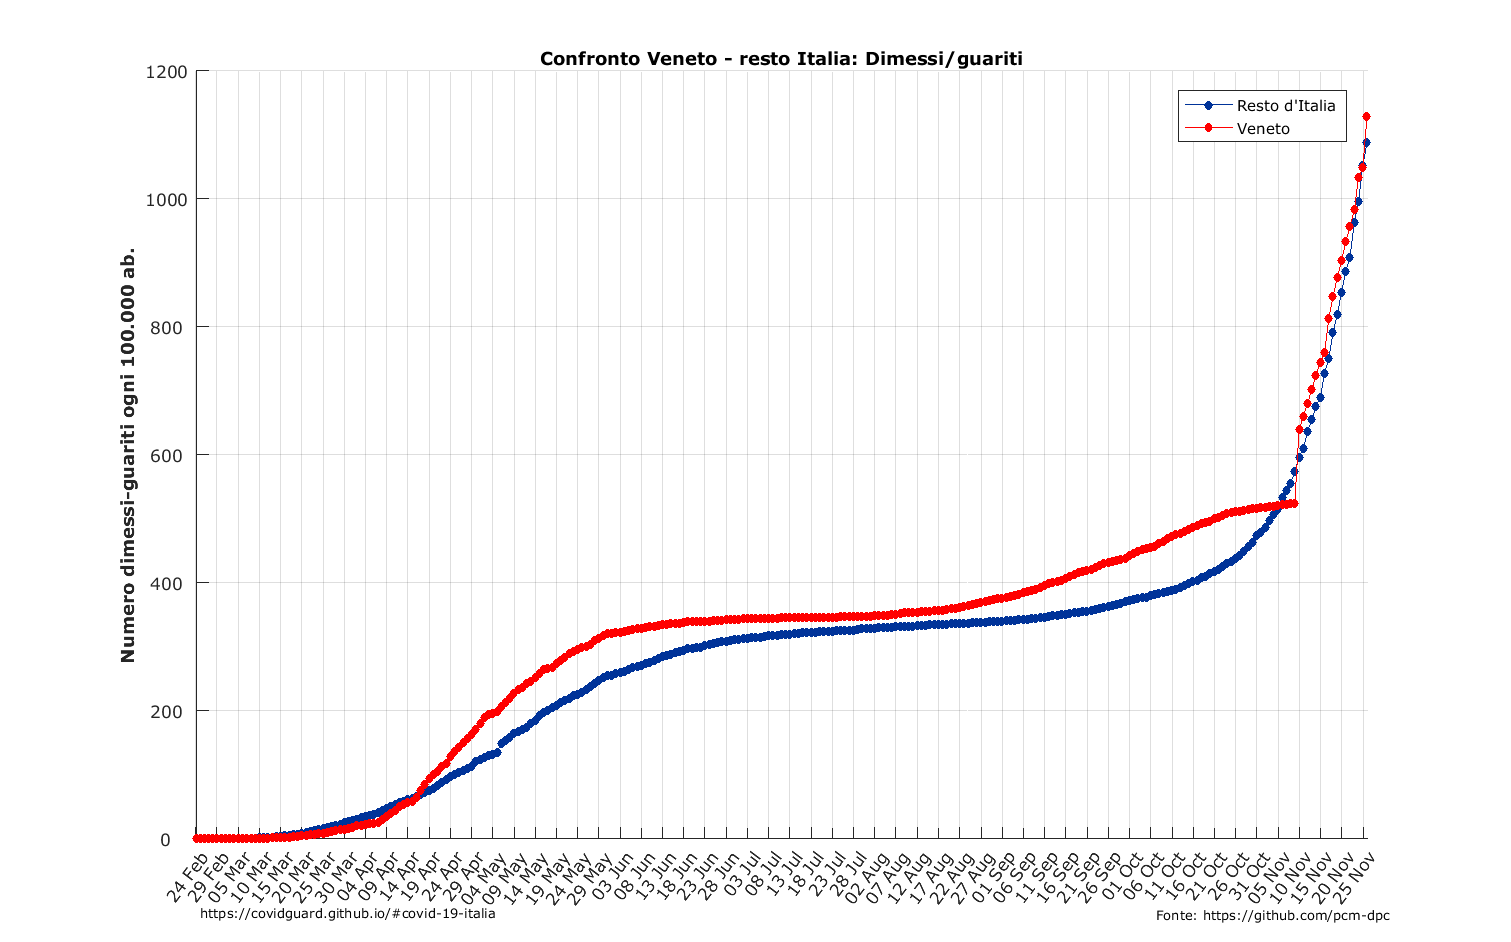 Confronto Veneto - resto Italia: Dimessi/guariti
Numero dimessi-guariti ogni 100.000 ab.
1200
1000
800
600
400
200
0
Resto d'Italia
Veneto
24 Feb
29 Feb
05 Mar
10 Mar
15 Mar
20 Mar
25 Mar
30 Mar
04 Apr
09 Apr
14 Apr
19 Apr
24 Apr
29 Apr
04 May
09 May
14 May
19 May
24 May
29 May
03 Jun
08 Jun
13 Jun
18 Jun
23 Jun
28 Jun
03 Jul
08 Jul
13 Jul
18 Jul
23 Jul
28 Jul
02 Aug
07 Aug
12 Aug
17 Aug
22 Aug
27 Aug
01 Sep
06 Sep
11 Sep
16 Sep
21 Sep
26 Sep
01 Oct
06 Oct
11 Oct
16 Oct
21 Oct
26 Oct
31 Oct
05 Nov
10 Nov
15 Nov
20 Nov
25 Nov
https://covidguard.github.io/#covid-19-italia
Fonte: https://github.com/pcm-dpc